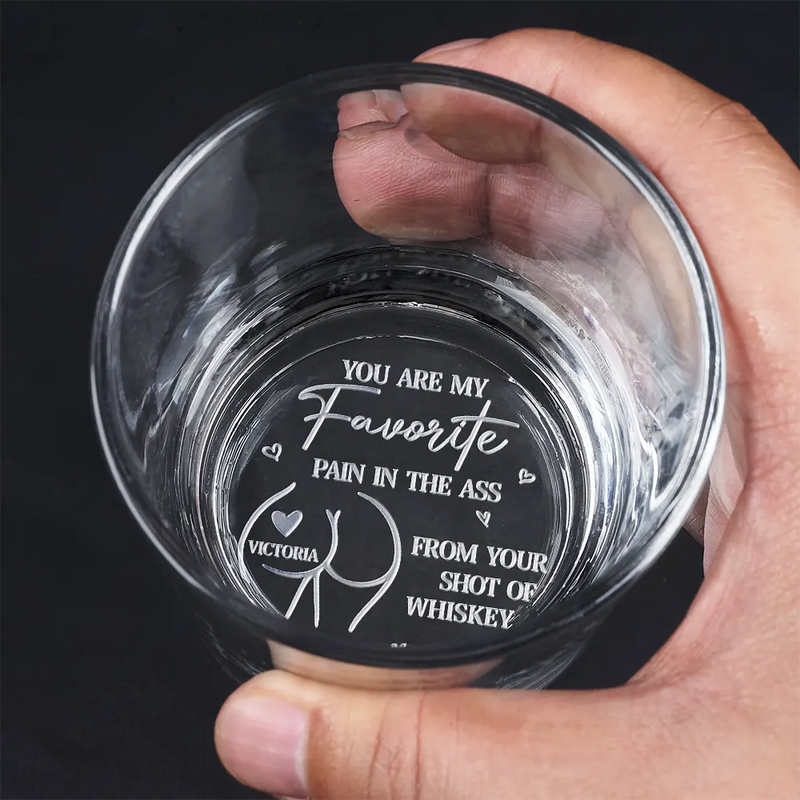 YOU ARE MY
Favorite
PAIN IN THE ASS
VICTORIA
FROM YOUR
SHOT OF
WHISKEY